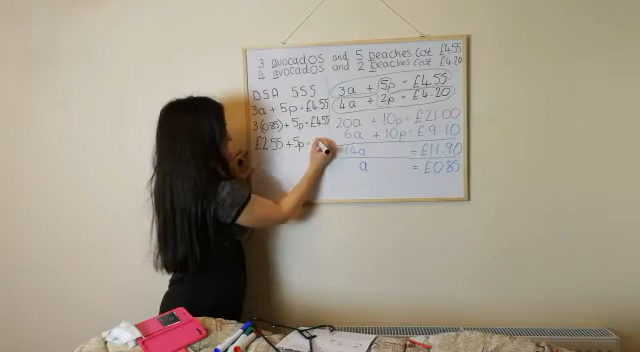 3 avocados and 5 peaches cost £4.55
4 avocados and 2 peaches cost £4.20
DSA SSS
3a + 5p = £4.55
3(0.85) + 5p = £4.55
£2.55 + 5p =
3a + 5p = £4.55
4a + 2p = £4.20
20a + 10p = £21.00
6a + 10p = £9.10
14a = £11.90
a = £0.85